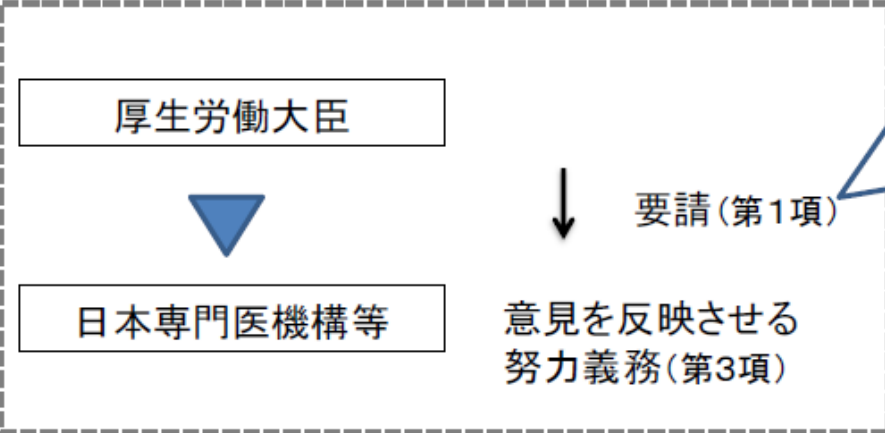 厚生労働大臣
要請(第1項)
日本専門医機構等
意見を反映させる
努力義務(第3項)